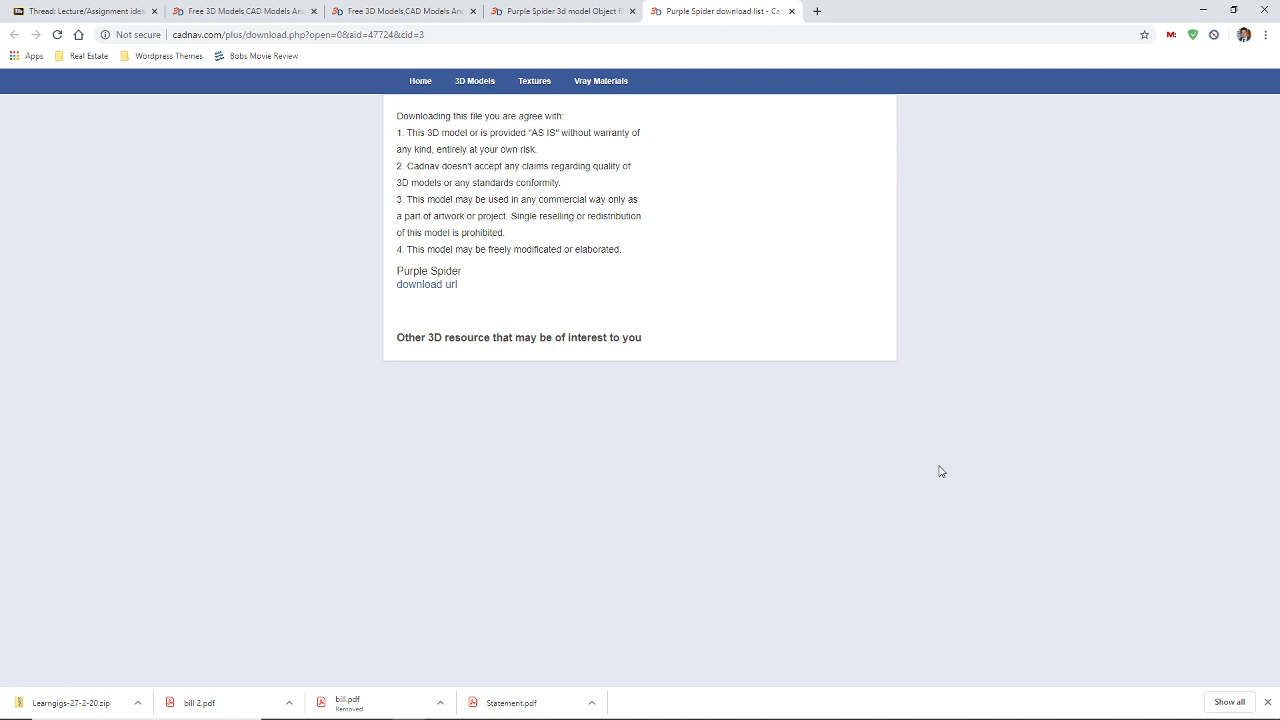 Thread: Lecture/Assignment idea
Free 3D Models,CAD Models And
Free 3D Models,CAD Models And
Purple Spider 3d model Object fi
Purple Spider download list - Ca
Not secure
cadnav.com/plus/download.php?open=0&aid=47724&cid=3
Apps
Real Estate
Wordpress Themes
Bobs Movie Review
Home
3D Models
Textures
Vray Materials
Downloading this file you are agree with:
1. This 3D model or is provided "AS IS" without warranty of
any kind, entirely at your own risk.
2. Cadnav doesn't accept any claims regarding quality of
3D models or any standards conformity.
3. This model may be used in any commercial way only as
a part of artwork or project. Single reselling or redistribution
of this model is prohibited.
4. This model may be freely modificated or elaborated.
Purple Spider
download url
Other 3D resource that may be of interest to you
Learngigs-27-2-20.zip
bill 2.pdf
bill.pdf
Removed
Statement.pdf
Show all